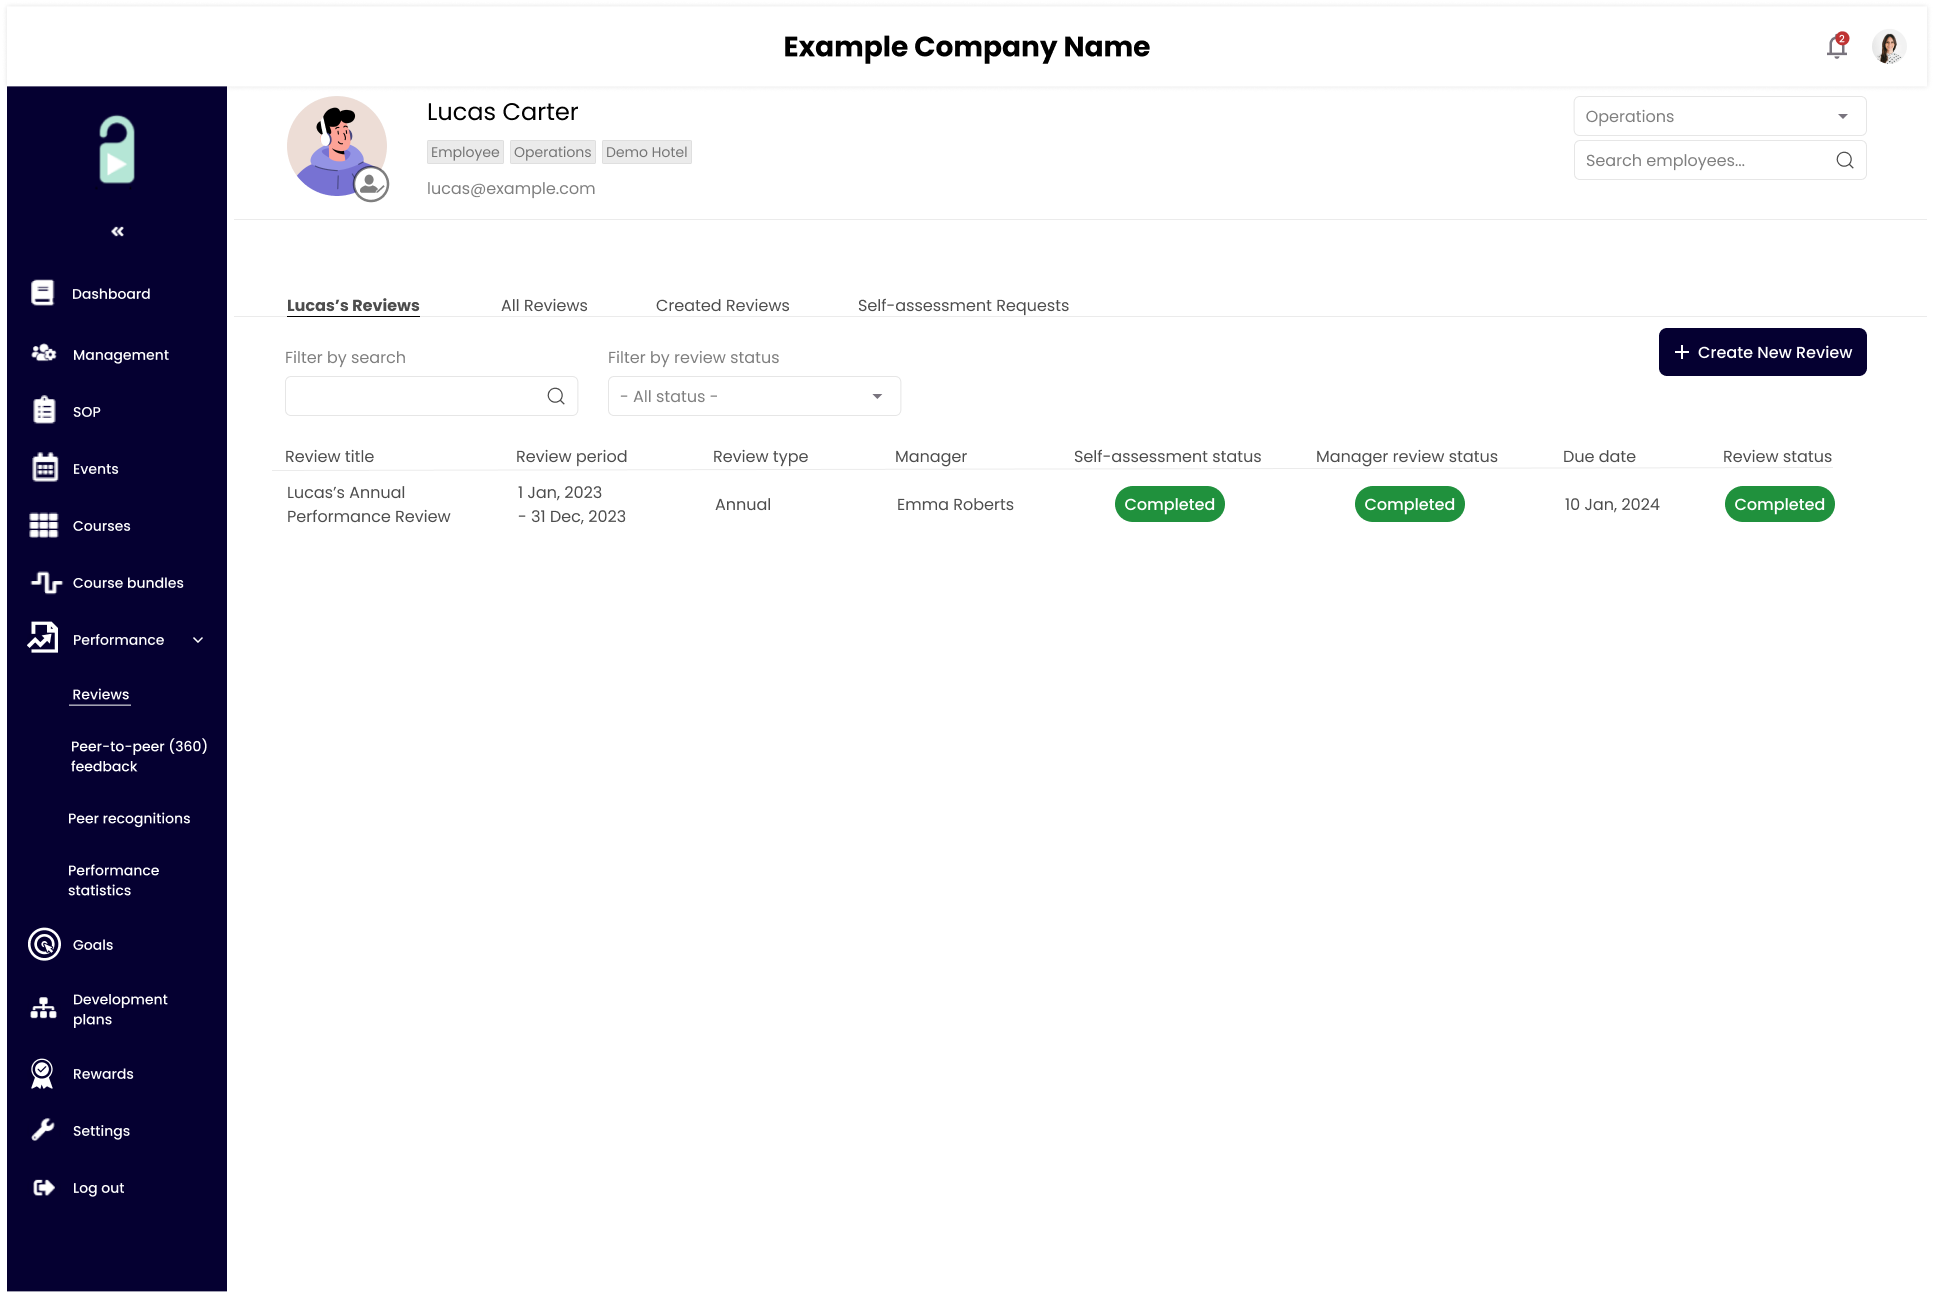 Example Company Name
2
Lucas Carter
Employee Operations Demo Hotel
lucas@example.com
Operations
Search employees...
«
Dashboard
Management
SOP
Events
Courses
Course bundles
Performance
Reviews
Peer-to-peer (360)
feedback
Peer recognitions
Performance
statistics
Goals
Development
plans
Rewards
Settings
Log out
Lucas’s Reviews All Reviews Created Reviews Self-assessment Requests
Filter by search Filter by review status
- All status -
+ Create New Review
Review title Review period Review type Manager Self-assessment status Manager review status Due date Review status
Lucas’s Annual
Performance Review
1 Jan, 2023
- 31 Dec, 2023
Annual
Emma Roberts
Completed
Completed
10 Jan, 2024
Completed